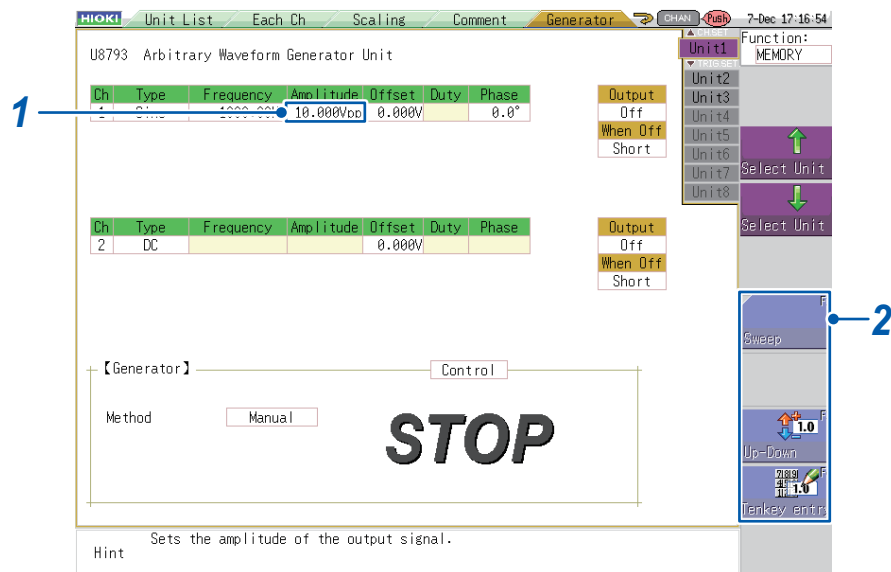 HIOKI Unit List Each Ch Scaling Comment Generator CHAN Push 7-Dec 17:16:54
Function:
MEMORY
U8793 Arbitrary Waveform Generator Unit
▲ CH.SET
Unit1
▼ TRIG.SET
Unit2
Unit3
Unit4
Unit5
Unit6
Unit7
Unit8
Select Unit
Select Unit
1
Ch Type Frequency Amplitude Offset Duty Phase
10.000Vpp 0.000V 0.0°
Output
Off
When Off
Short
Ch Type Frequency Amplitude Offset Duty Phase
2 DC 0.000V
Output
Off
When Off
Short
2
F
Sweep
F
1.0
Up-Down
F
1.0
Tenkey entr
【Generator】 Control
Method Manual
STOP
Hint Sets the amplitude of the output signal.